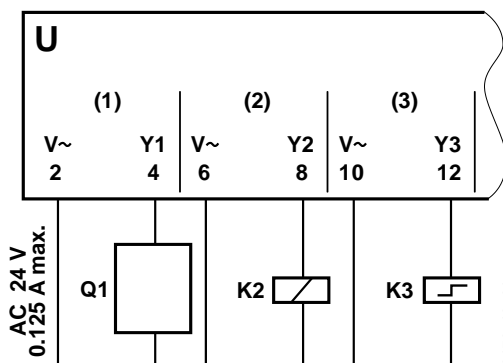 U
(1) (2) (3)
V~ Y1 V~ Y2 V~ Y3
2 4 6 8 10 12
AC 24 V
0.125 A max.
Q1 K2 K3